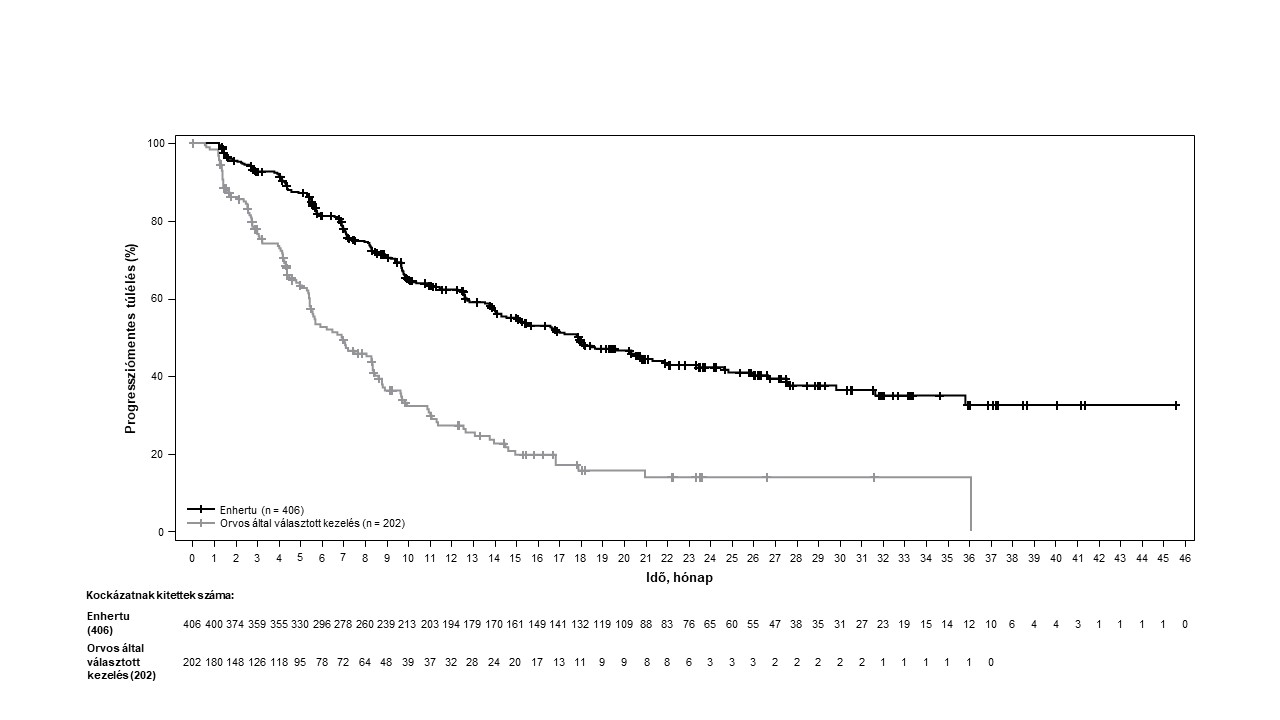 100
80
60
40
20
0
Progressziómentes túlélés (%)
Enhertu (n = 406)
Orvos által választott kezelés (n = 202)
0 1 2 3 4 5 6 7 8 9 10 11 12 13 14 15 16 17 18 19 20 21 22 23 24 25 26 27 28 29 30 31 32 33 34 35 36 37 38 39 40 41 42 43 44 45 46
Idő, hónap
Kockázatnak kitettek száma:
Enhertu
(406)
406 400 374 359 355 330 296 278 260 239 213 203 194 179 170 161 149 141 132 119 109 88 83 76 65 60 55 47 38 35 31 27 23 19 15 14 12 10 6 4 4 3 1 1 1 1 0
Orvos által
választott
kezelés (202)
202 180 148 126 118 95 78 72 64 48 39 37 32 28 24 20 17 13 11 9 9 8 8 6 3 3 3 2 2 2 2 2 1 1 1 1 1 0